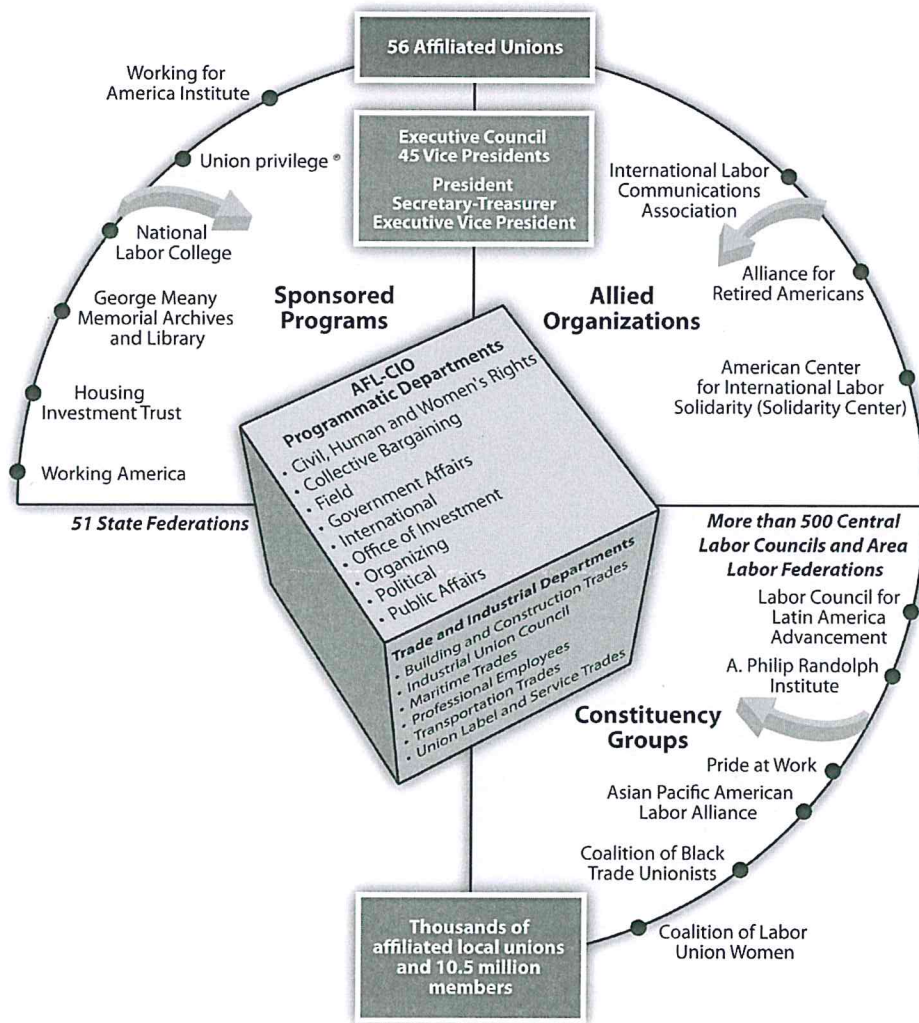 56 Affiliated Unions
Executive Council
45 Vice Presidents
President
Secretary-Treasurer
Executive Vice President
Working for
America Institute
Union privilege ®
National
Labor College
George Meany
Memorial Archives
and Library
Housing
Investment Trust
Working America
Sponsored
Programs
International Labor
Communications
Association
Alliance for
Retired Americans
American Center
for International Labor
Solidarity (Solidarity Center)
Allied
Organizations
AFL-CIO
Programmatic Departments
• Civil, Human and Women's Rights
• Collective Bargaining
• Field
• Government Affairs
• International
• Office of Investment
• Organizing
• Political
• Public Affairs
Trade and Industrial Departments
• Building and Construction Trades
• Industrial Union Council
• Maritime Trades
• Professional Employees
• Transportation Trades
• Union Label and Service Trades
51 State Federations
More than 500 Central
Labor Councils and Area
Labor Federations
Labor Council for
Latin America
Advancement
A. Philip Randolph
Institute
Constituency
Groups
Pride at Work
Asian Pacific American
Labor Alliance
Coalition of Black
Trade Unionists
Coalition of Labor
Union Women
Thousands of
affiliated local unions
and 10.5 million
members